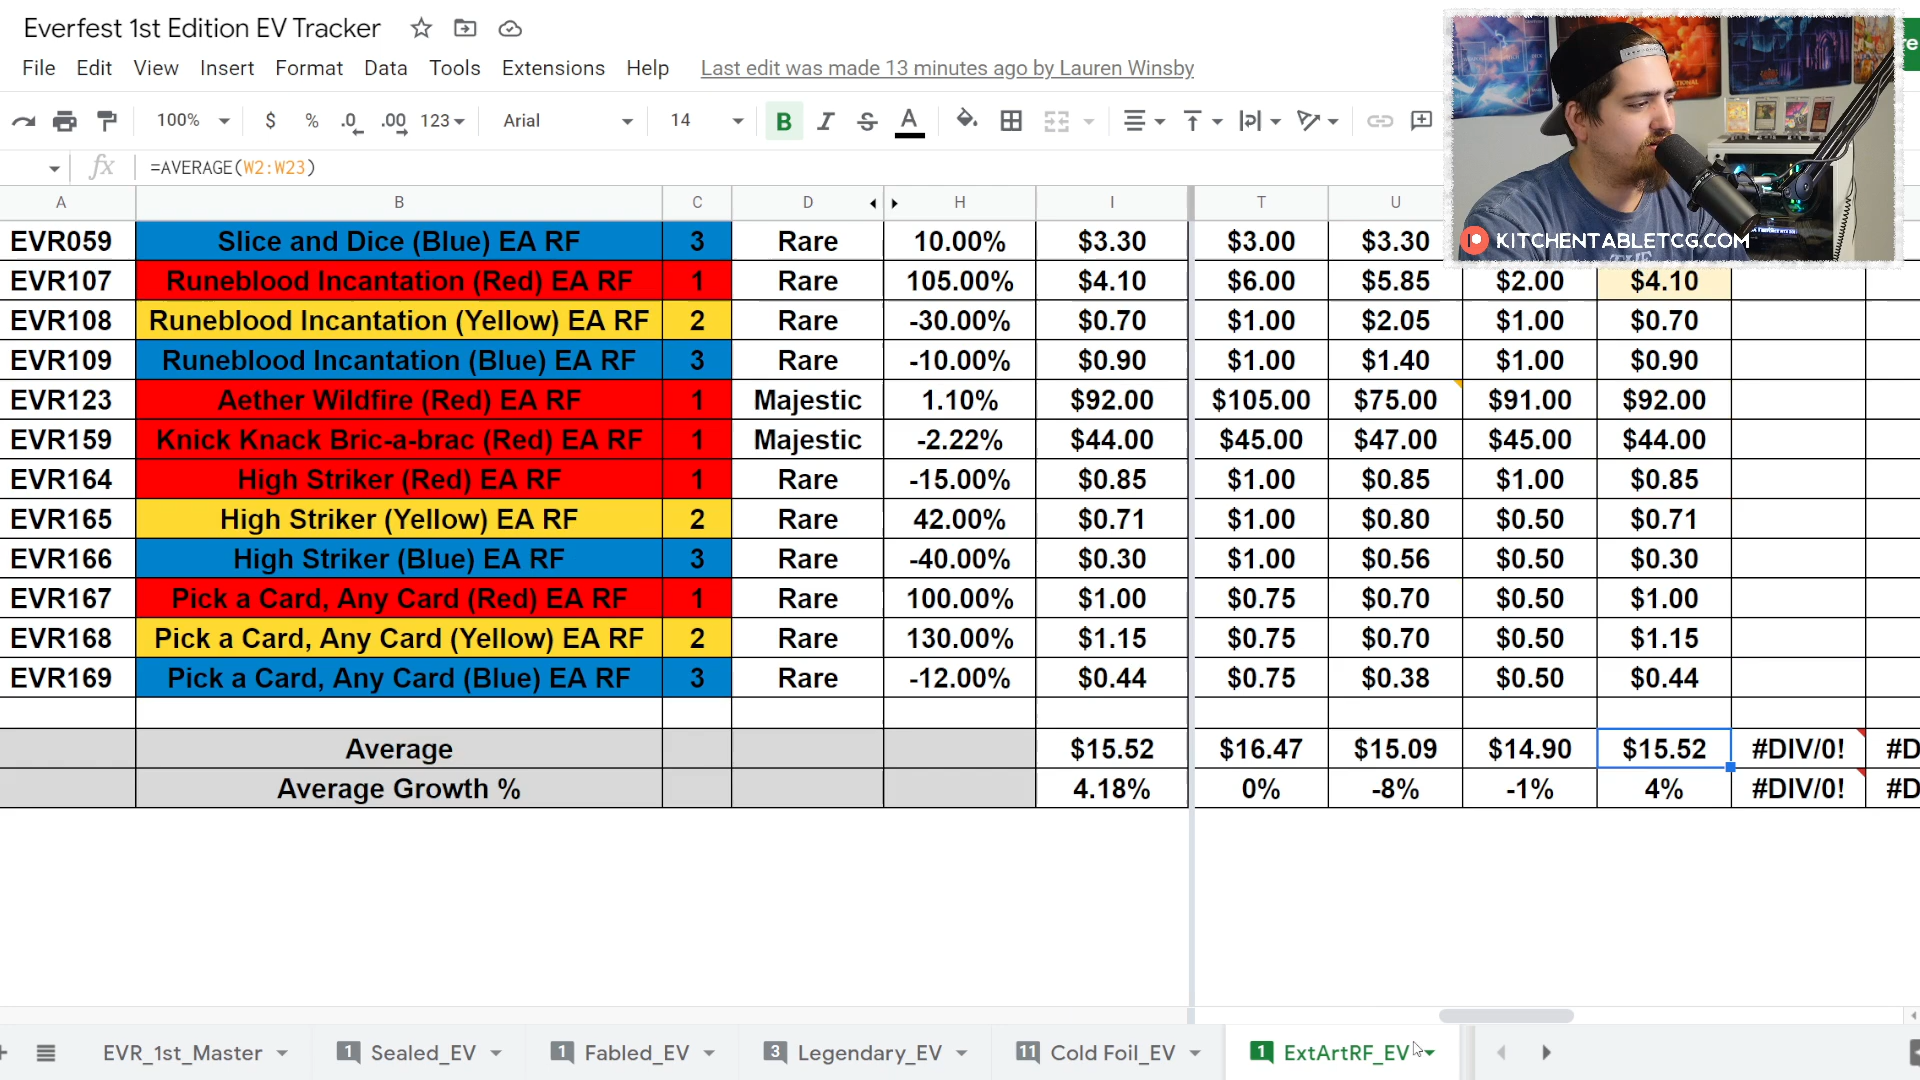 Everfest 1st Edition EV Tracker
File Edit View Insert Format Data Tools Extensions Help Last edit was made 13 minutes ago by Lauren Winsby
100% $ % .0 .00 123 Arial 14 B I S A
fx =AVERAGE(W2:W23)
A B C D H I T U
EVR059 Slice and Dice (Blue) EA RF 3 Rare 10.00% $3.30 $3.00 $3.30
KITCHENTABLETCG.COM
EVR107 Runeblood Incantation (Red) EA RF 1 Rare 105.00% $4.10 $6.00 $5.85 $2.00 $4.10
EVR108 Runeblood Incantation (Yellow) EA RF 2 Rare -30.00% $0.70 $1.00 $2.05 $1.00 $0.70
EVR109 Runeblood Incantation (Blue) EA RF 3 Rare -10.00% $0.90 $1.00 $1.40 $1.00 $0.90
EVR123 Aether Wildfire (Red) EA RF 1 Majestic 1.10% $92.00 $105.00 $75.00 $91.00 $92.00
EVR159 Knick Knack Bric-a-brac (Red) EA RF 1 Majestic -2.22% $44.00 $45.00 $47.00 $45.00 $44.00
EVR164 High Striker (Red) EA RF 1 Rare -15.00% $0.85 $1.00 $0.85 $1.00 $0.85
EVR165 High Striker (Yellow) EA RF 2 Rare 42.00% $0.71 $1.00 $0.80 $0.50 $0.71
EVR166 High Striker (Blue) EA RF 3 Rare -40.00% $0.30 $1.00 $0.56 $0.50 $0.30
EVR167 Pick a Card, Any Card (Red) EA RF 1 Rare 100.00% $1.00 $0.75 $0.70 $0.50 $1.00
EVR168 Pick a Card, Any Card (Yellow) EA RF 2 Rare 130.00% $1.15 $0.75 $0.70 $0.50 $1.15
EVR169 Pick a Card, Any Card (Blue) EA RF 3 Rare -12.00% $0.44 $0.75 $0.38 $0.50 $0.44
Average $15.52 $16.47 $15.09 $14.90 $15.52 #DIV/0! #D
Average Growth % 4.18% 0% -8% -1% 4% #DIV/0! #D
EVR_1st_Master 1 Sealed_EV 1 Fabled_EV 3 Legendary_EV 11 Cold Foil_EV 1 ExtArtRF_EV